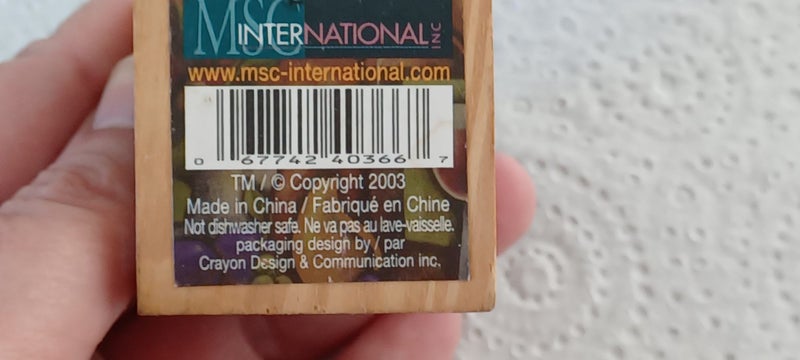 MSC INTERNATIONAL INC
www.msc-international.com
0 67742 40366 7
TM / © Copyright 2003
Made in China / Fabriqué en Chine
Not dishwasher safe. Ne va pas au lave-vaisselle.
packaging design by / par
Crayon Design & Communication inc.